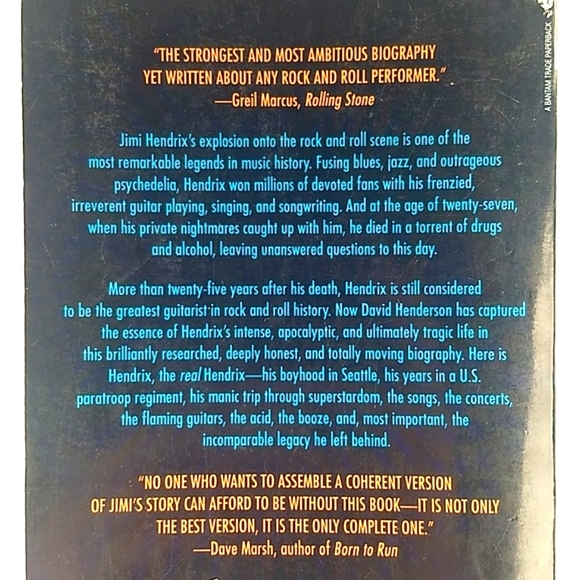 A BANTAM TRADE PAPERBACK
"THE STRONGEST AND MOST AMBITIOUS BIOGRAPHY
YET WRITTEN ABOUT ANY ROCK AND ROLL PERFORMER."
—Greil Marcus, Rolling Stone
Jimi Hendrix's explosion onto the rock and roll scene is one of the
most remarkable legends in music history. Fusing blues, jazz, and outrageous
psychedelia, Hendrix won millions of devoted fans with his frenzied,
irreverent guitar playing, singing, and songwriting. And at the age of twenty-seven,
when his private nightmares caught up with him, he died in a torrent of drugs
and alcohol, leaving unanswered questions to this day.
More than twenty-five years after his death, Hendrix is still considered
to be the greatest guitarist in rock and roll history. Now David Henderson has captured
the essence of Hendrix's intense, apocalyptic, and ultimately tragic life in
this brilliantly researched, deeply honest, and totally moving biography. Here is
Hendrix, the real Hendrix—his boyhood in Seattle, his years in a U.S.
paratroop regiment, his manic trip through superstardom, the songs, the concerts,
the flaming guitars, the acid, the booze, and, most important, the
incomparable legacy he left behind.
"NO ONE WHO WANTS TO ASSEMBLE A COHERENT VERSION
OF JIMI'S STORY CAN AFFORD TO BE WITHOUT THIS BOOK—IT IS NOT ONLY
THE BEST VERSION, IT IS THE ONLY COMPLETE ONE."
—Dave Marsh, author of Born to Run